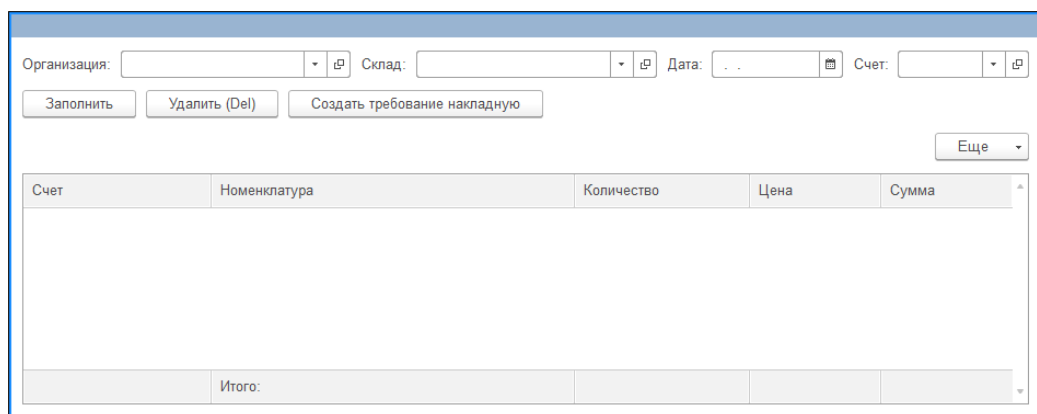 Организация: Склад: Дата: . . Счет:
Заполнить Удалить (Del) Создать требование накладную
Еще
Счет Номенклатура Количество Цена Сумма
Итого: